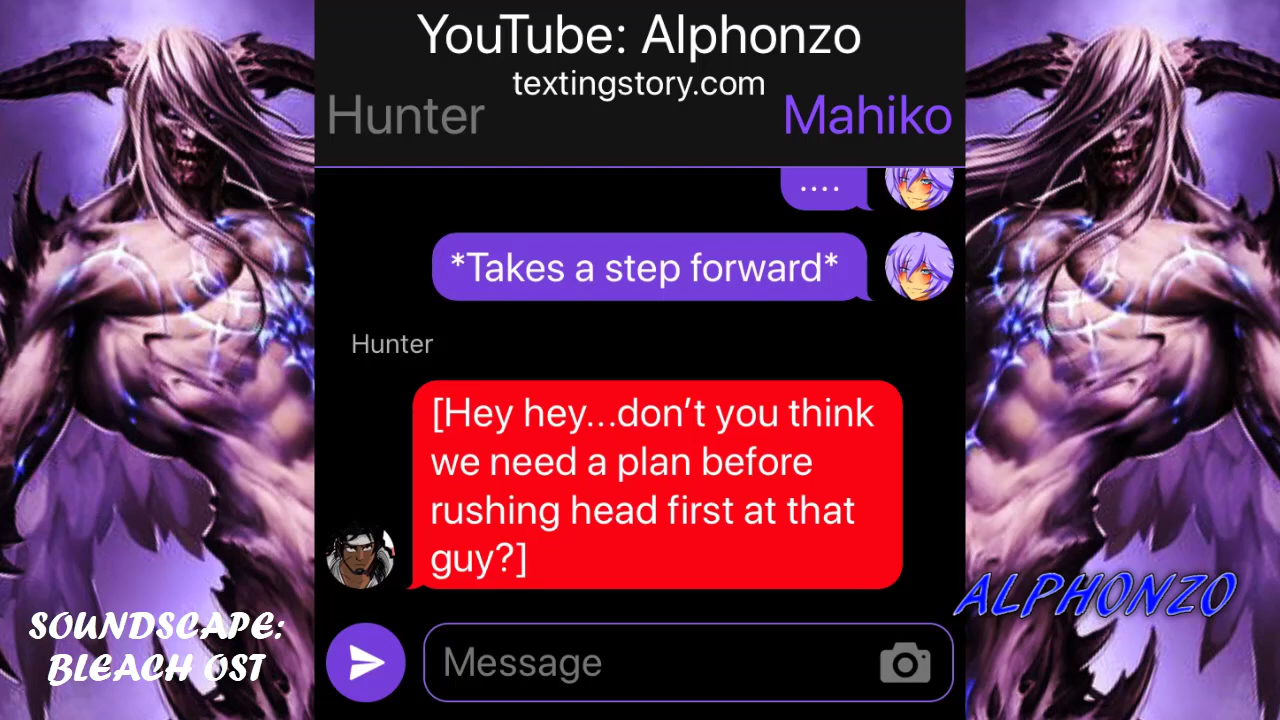 YouTube: Alphonzo
textingstory.com
Hunter
Mahiko
....
*Takes a step forward*
Hunter
[Hey hey...don’t you think
we need a plan before
rushing head first at that
guy?]
SOUNDSCAPE:
BLEACH OST
ALPHONZO
Message